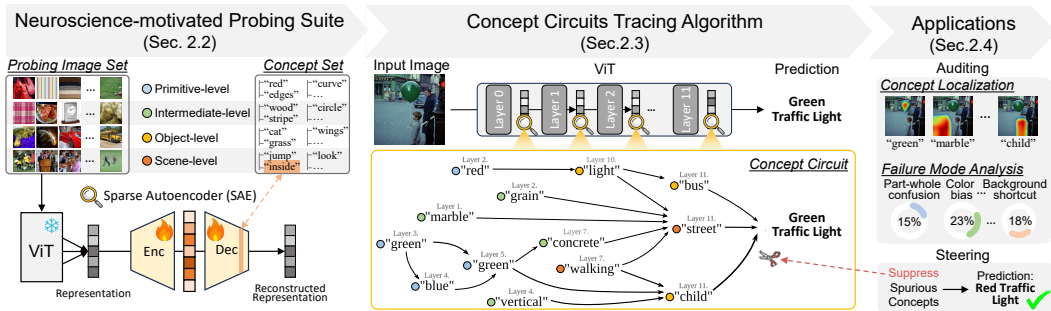 Neuroscience-motivated Probing Suite
(Sec. 2.2)
Probing Image Set
Concept Set
Primitive-level
Intermediate-level
Object-level
Scene-level
“red”
“edges”
“curve”
…
“wood”
“stripe”
“circle”
…
“cat”
“grass”
“wings”
…
“jump”
“inside”
“look”
…
Sparse Autoencoder (SAE)
ViT
Enc
Dec
Representation
Reconstructed
Representation
Concept Circuits Tracing Algorithm
(Sec.2.3)
Input Image
ViT
Prediction
Layer 0
Layer 1
Layer 2
...
Layer 11
Green
Traffic Light
Concept Circuit
Layer 2.
"red"
Layer 10.
"light"
Layer 11.
"bus"
Layer 2.
"grain"
Layer 1.
"marble"
Layer 11.
"street"
Layer 3.
"green"
Layer 7.
"concrete"
Layer 5.
"green"
Layer 7.
"walking"
Layer 4.
"blue"
Layer 4.
"vertical"
Layer 11.
"child"
Green
Traffic Light
Applications
(Sec.2.4)
Auditing
Concept Localization
“green”
“marble”
“child”
Failure Mode Analysis
Part-whole
confusion
Color
bias
...
Background
shortcut
15%
23%
...
18%
Steering
Suppress
Spurious
Concepts
Prediction:
Red Traffic
Light